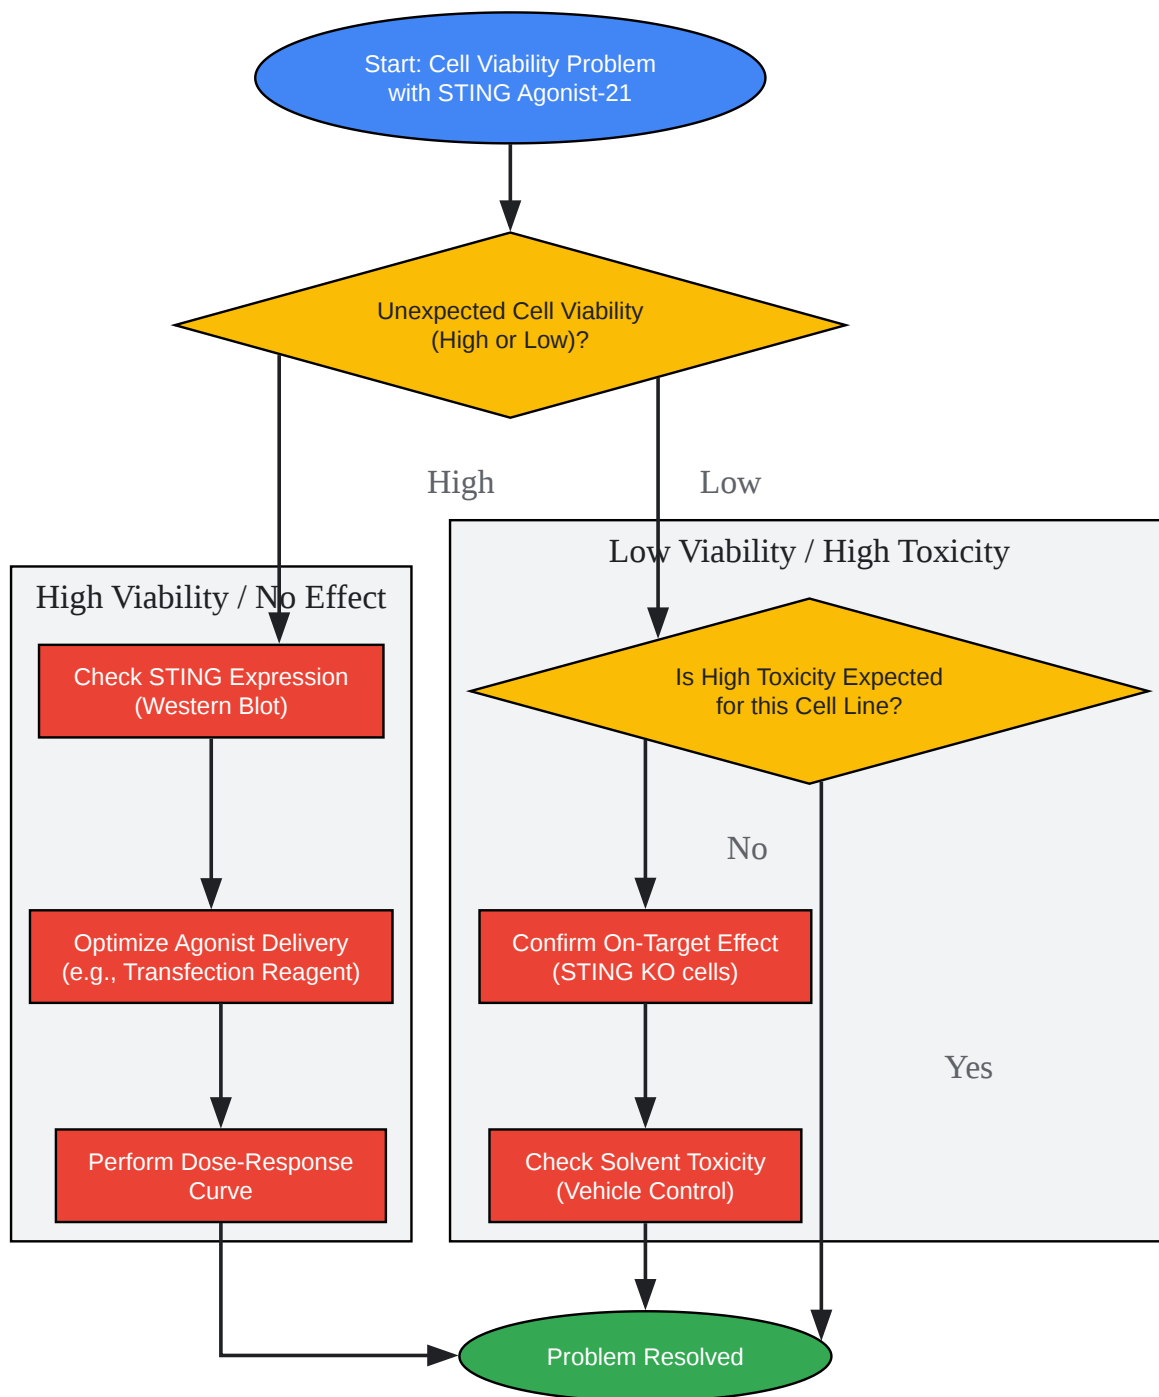 Start: Cell Viability Problem
with STING Agonist-21
Unexpected Cell Viability
(High or Low)?
High
Low
High Viability / No Effect
Check STING Expression
(Western Blot)
Optimize Agonist Delivery
(e.g., Transfection Reagent)
Perform Dose-Response
Curve
Low Viability / High Toxicity
Is High Toxicity Expected
for this Cell Line?
No
Confirm On-Target Effect
(STING KO cells)
Yes
Check Solvent Toxicity
(Vehicle Control)
Problem Resolved